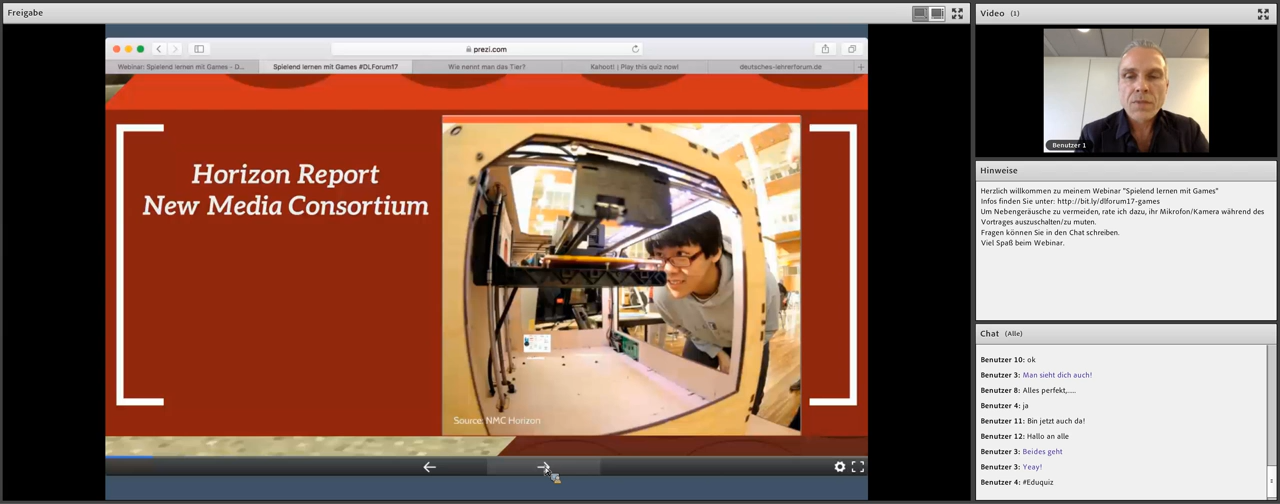 Freigabe
prezi.com
Webinar: Spielend lernen mit Games - D...
Spielend lernen mit Games #DLForum17
Wie nennt man das Tier?
Kahoot! | Play this quiz now!
deutsches-lehrerforum.de
Horizon Report
New Media Consortium
Source: NMC Horizon
Video (1)
Benutzer 1
Hinweise
Herzlich willkommen zu meinem Webinar "Spielend lernen mit Games"
Infos finden Sie unter: http://bit.ly/dlforum17-games
Um Nebengeräusche zu vermeiden, rate ich dazu, ihr Mikrofon/Kamera während des
Vortrages auszuschalten/zu muten.
Fragen können Sie in den Chat schreiben.
Viel Spaß beim Webinar.
Chat (Alle)
Benutzer 10: ok
Benutzer 3: Man sieht dich auch!
Benutzer 8: Alles perfekt,....
Benutzer 4: ja
Benutzer 11: Bin jetzt auch da!
Benutzer 12: Hallo an alle
Benutzer 3: Beides geht
Benutzer 3: Yeay!
Benutzer 4: #Eduquiz